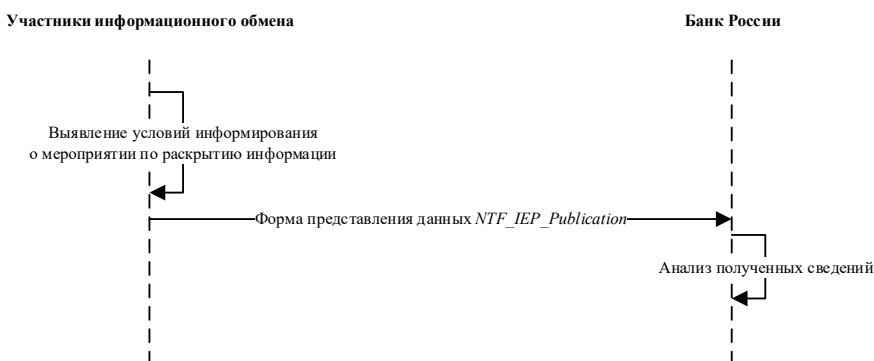 Участники информационного обмена
Банк России
Выявление условий информирования
о мероприятии по раскрытию информации
Форма представления данных NTF_IEP_Publication
Анализ полученных сведений